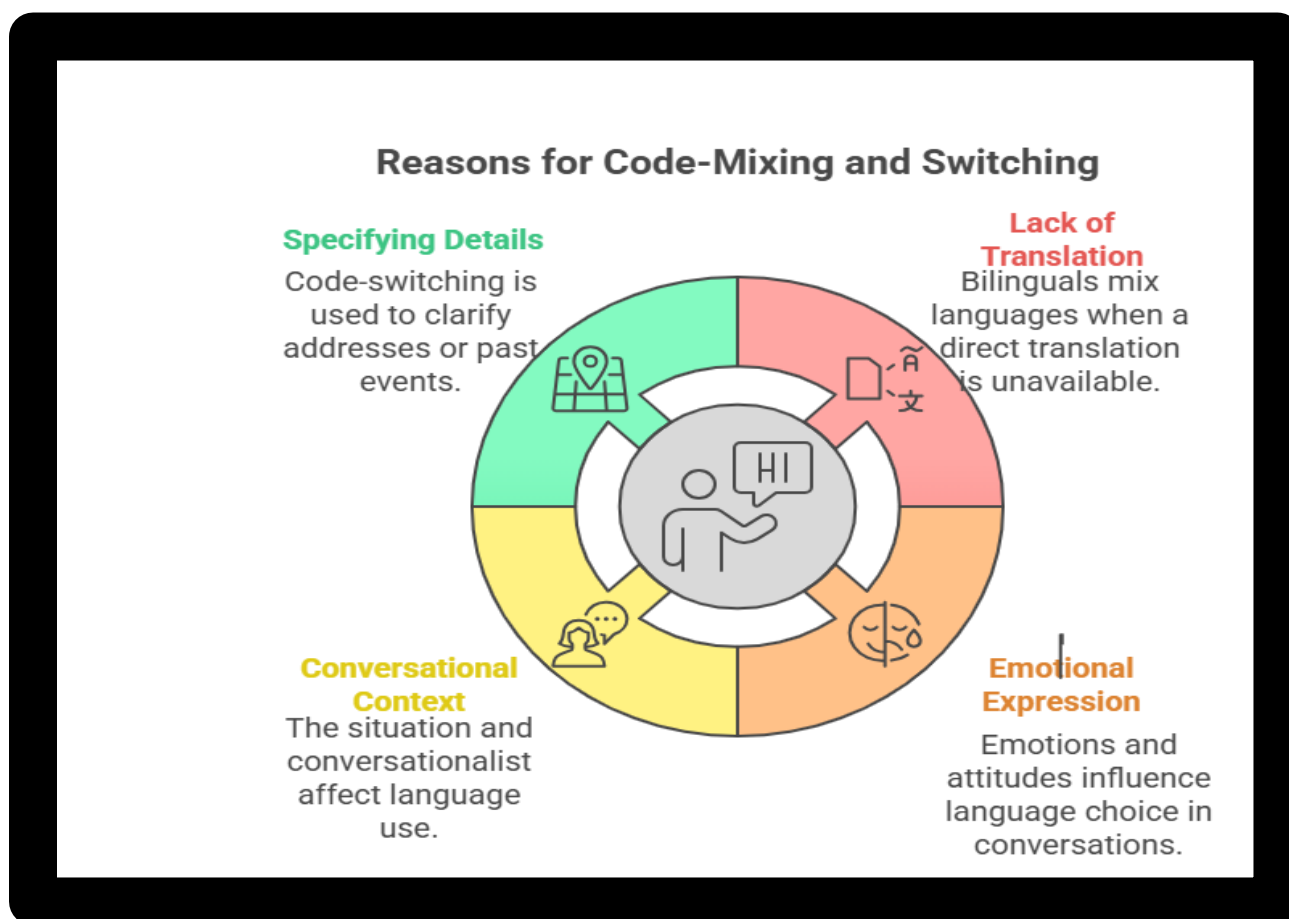 Reasons for Code-Mixing and Switching
Specifying Details
Code-switching is
used to clarify
addresses or past
events.
Lack of
Translation
Bilinguals mix
languages when a
direct translation
is unavailable.
A
文
HI
Conversational
Context
The situation and
conversationalist
affect language
use.
Emotional
Expression
Emotions and
attitudes influence
language choice in
conversations.